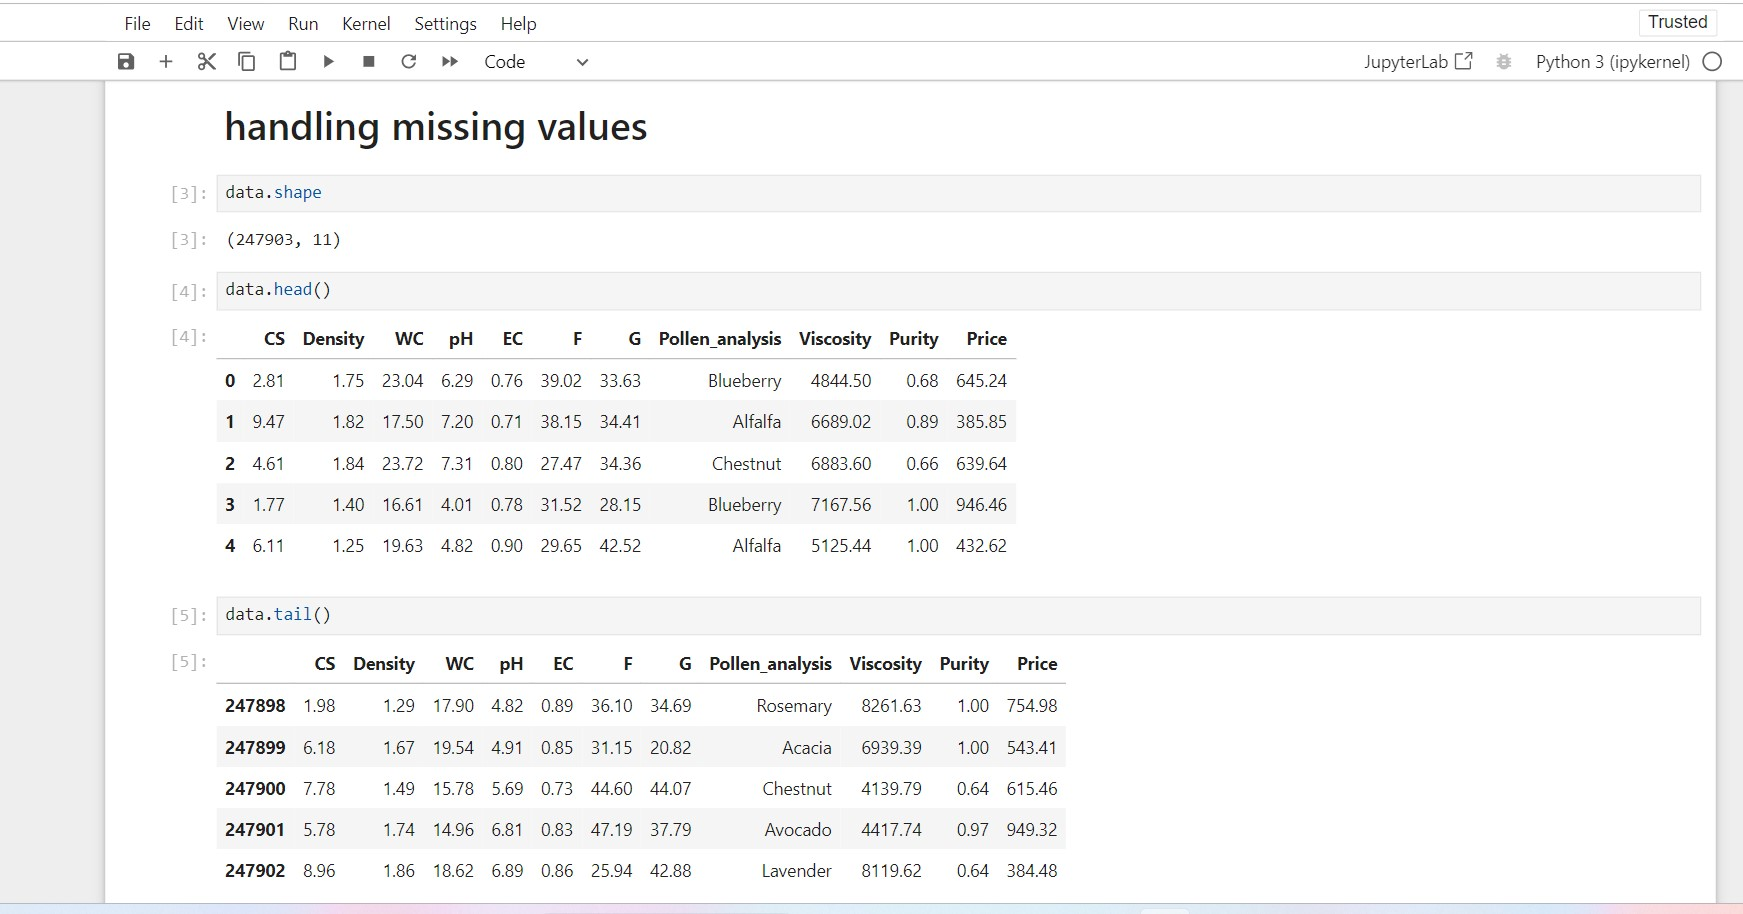 File Edit View Run Kernel Settings Help Trusted
Code JupyterLab Python 3 (ipykernel)
handling missing values
[3]: data.shape
[3]: (247903, 11)
[4]: data.head()
[4]: CS Density WC pH EC F G Pollen_analysis Viscosity Purity Price
0 2.81 1.75 23.04 6.29 0.76 39.02 33.63 Blueberry 4844.50 0.68 645.24
1 9.47 1.82 17.50 7.20 0.71 38.15 34.41 Alfalfa 6689.02 0.89 385.85
2 4.61 1.84 23.72 7.31 0.80 27.47 34.36 Chestnut 6883.60 0.66 639.64
3 1.77 1.40 16.61 4.01 0.78 31.52 28.15 Blueberry 7167.56 1.00 946.46
4 6.11 1.25 19.63 4.82 0.90 29.65 42.52 Alfalfa 5125.44 1.00 432.62
[5]: data.tail()
[5]: CS Density WC pH EC F G Pollen_analysis Viscosity Purity Price
247898 1.98 1.29 17.90 4.82 0.89 36.10 34.69 Rosemary 8261.63 1.00 754.98
247899 6.18 1.67 19.54 4.91 0.85 31.15 20.82 Acacia 6939.39 1.00 543.41
247900 7.78 1.49 15.78 5.69 0.73 44.60 44.07 Chestnut 4139.79 0.64 615.46
247901 5.78 1.74 14.96 6.81 0.83 47.19 37.79 Avocado 4417.74 0.97 949.32
247902 8.96 1.86 18.62 6.89 0.86 25.94 42.88 Lavender 8119.62 0.64 384.48